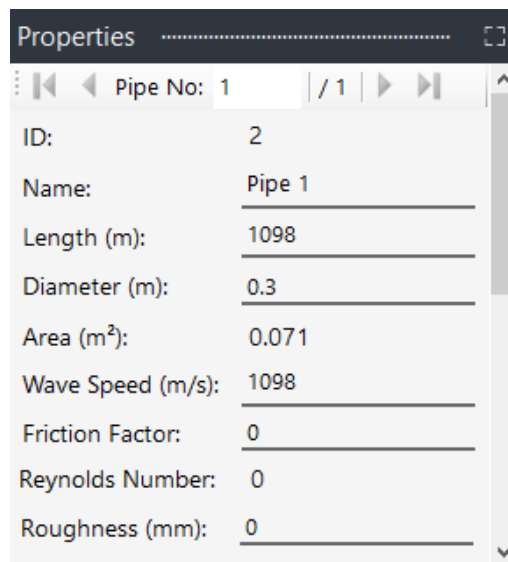 Properties
Pipe No: 1 / 1
ID: 2
Name: Pipe 1
Length (m): 1098
Diameter (m): 0.3
Area (m²): 0.071
Wave Speed (m/s): 1098
Friction Factor: 0
Reynolds Number: 0
Roughness (mm): 0